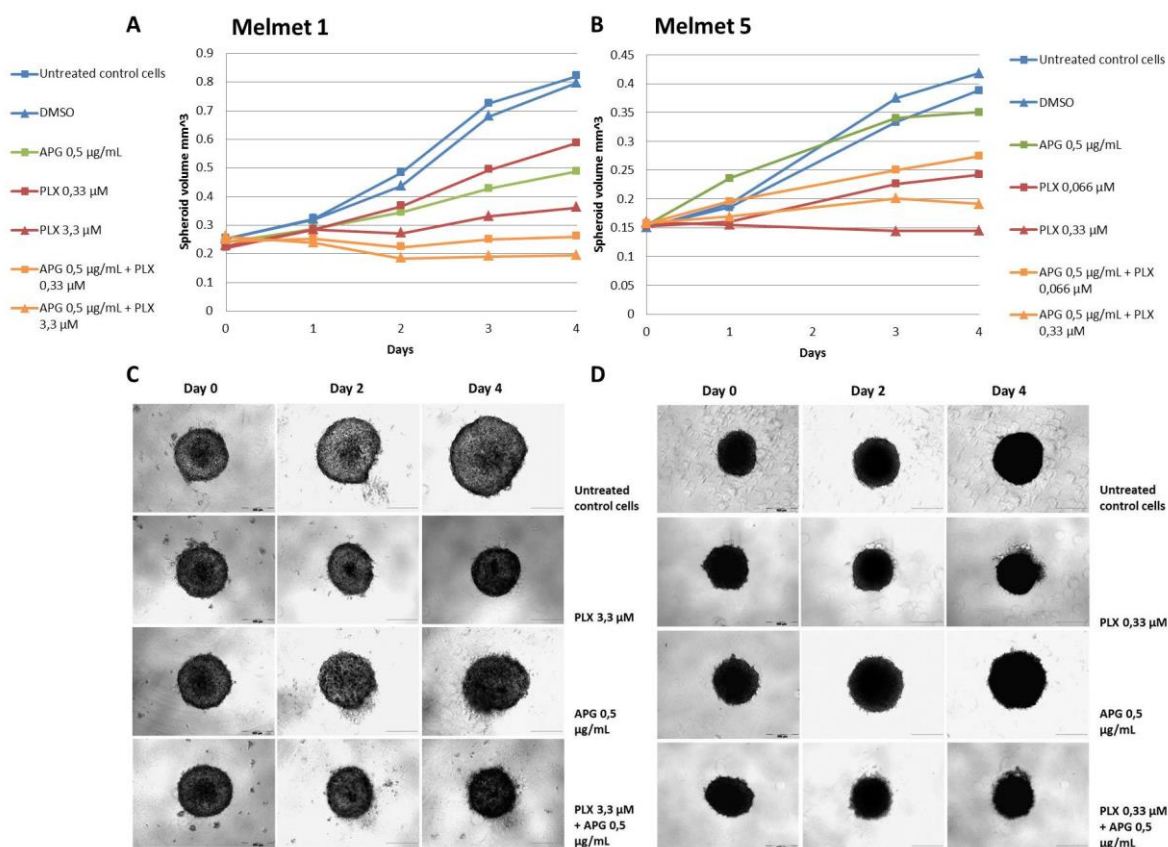 A
Melmet 1
Untreated control cells
DMSO
APG 0,5 µg/mL
PLX 0,33 µM
PLX 3,3 µM
APG 0,5 µg/mL + PLX
0,33 µM
APG 0,5 µg/mL + PLX
3,3 µM
Spheroid volume mm^3
0.9
0.8
0.7
0.6
0.5
0.4
0.3
0.2
0.1
0
0 1 2 3 4
Days
B
Melmet 5
Spheroid volume mm^3
0.45
0.4
0.35
0.3
0.25
0.2
0.15
0.1
0.05
0
0 1 2 3 4
Days
Untreated control cells
DMSO
APG 0,5 µg/mL
PLX 0,066 µM
PLX 0,33 µM
APG 0,5 µg/mL + PLX
0,066 µM
APG 0,5 µg/mL + PLX
0,33 µM
C
Day 0 Day 2 Day 4
Untreated
control cells
PLX 3,3 µM
APG 0,5
µg/mL
PLX 3,3 µM
+ APG 0,5
µg/mL
D
Day 0 Day 2 Day 4
Untreated
control cells
PLX 0,33 µM
APG 0,5
µg/mL
PLX 0,33 µM
+ APG 0,5
µg/mL